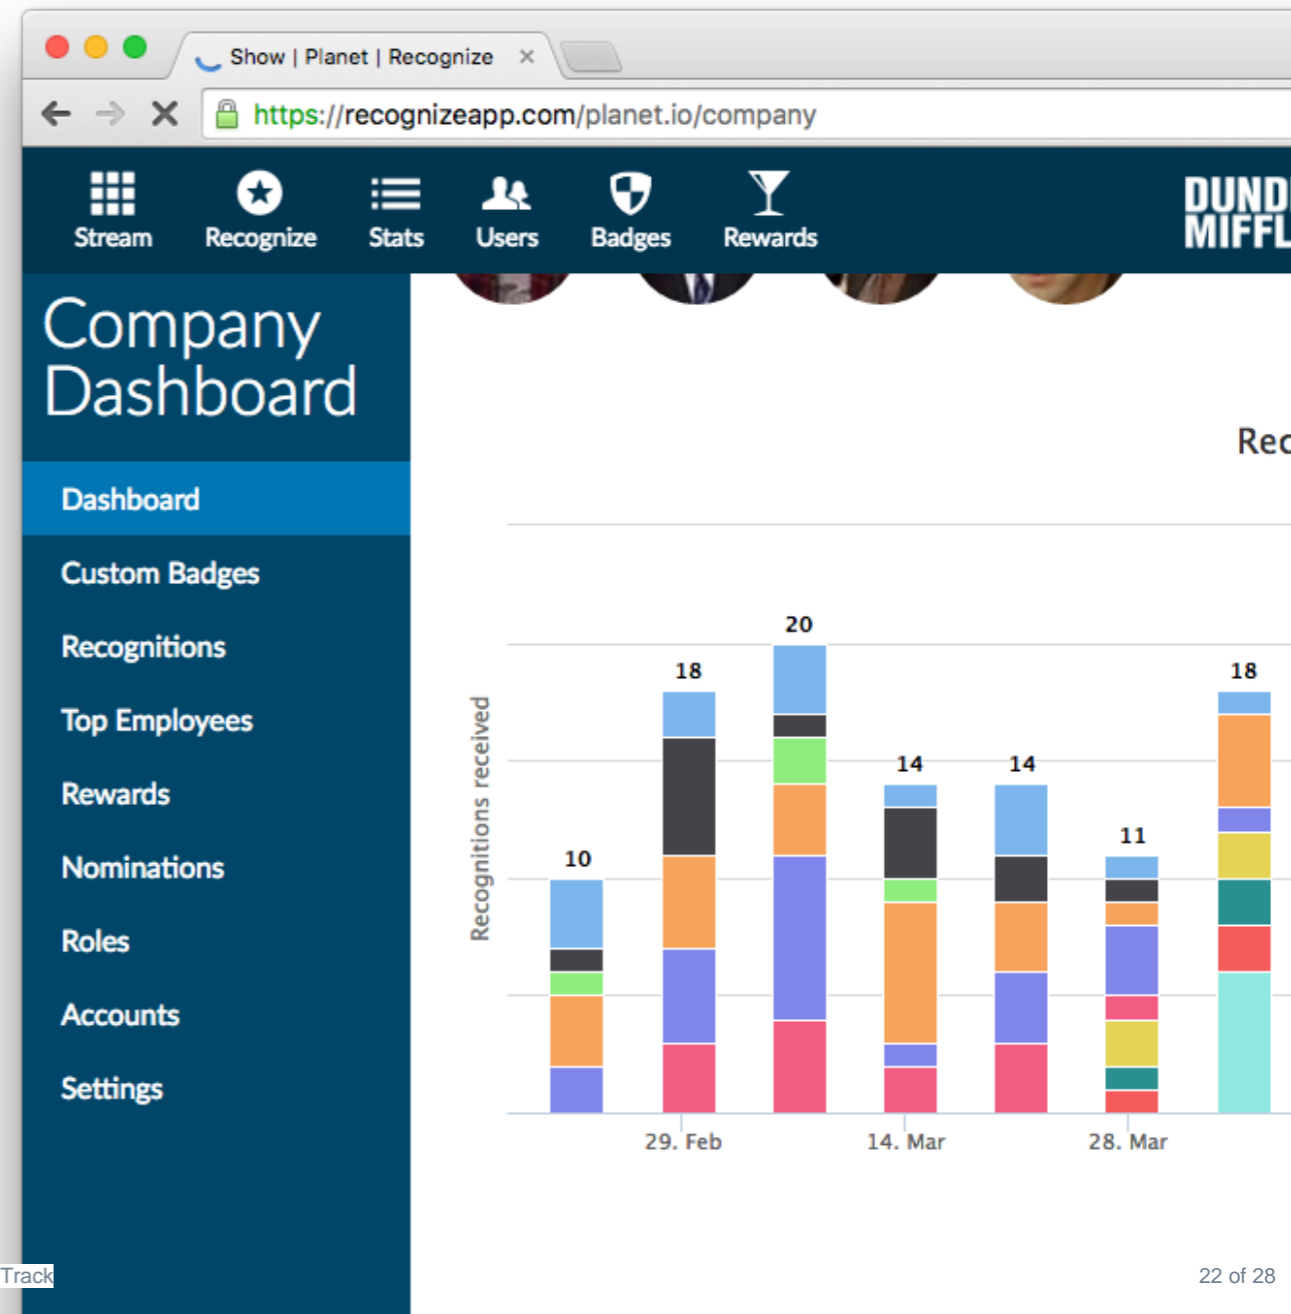 Show | Planet | Recognize
https://recognizeapp.com/planet.io/company
Stream
Recognize
Stats
Users
Badges
Rewards
Company
Dashboard
Dashboard
Custom Badges
Recognitions
Top Employees
Rewards
Nominations
Roles
Accounts
Settings
Recognitions received
10
18
20
14
14
11
18
29. Feb
14. Mar
28. Mar
Track
22 of 28